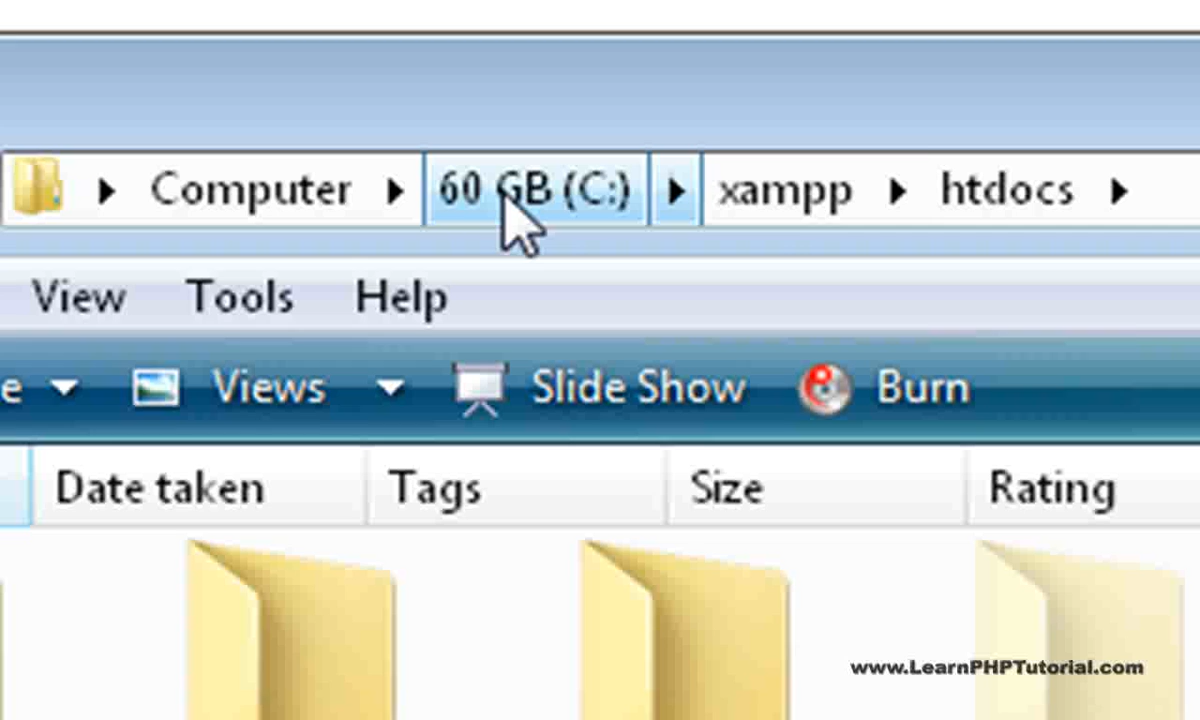 Computer 60 GB (C:) xampp htdocs
View Tools Help
e Views Slide Show Burn
Date taken Tags Size Rating
www.LearnPHPTutorial.com